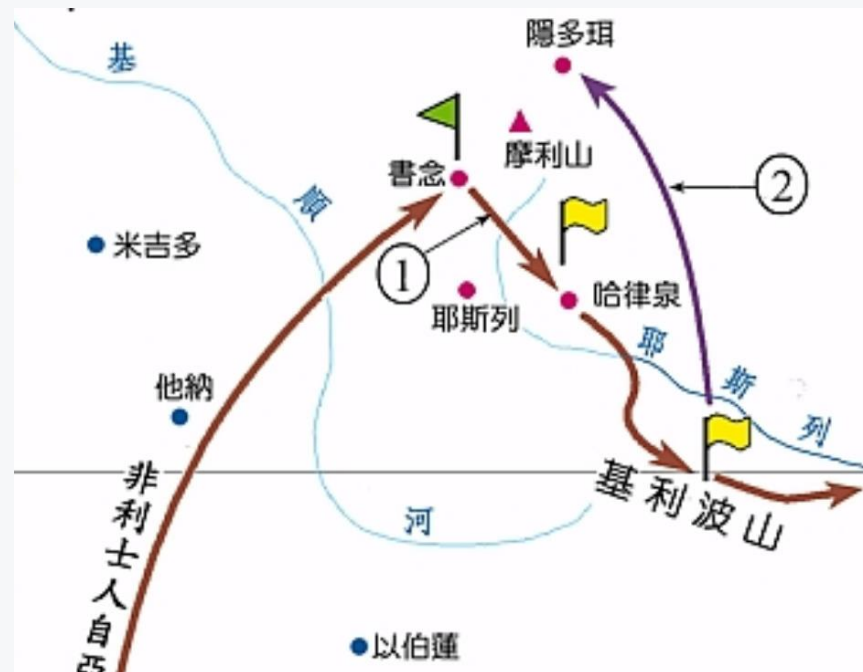 隱多珥
基
摩利山
書念
②
順
米吉多
①
哈律泉
耶斯列
耶斯列
他納
非利士人自亞
基利波山
河
以伯蓮